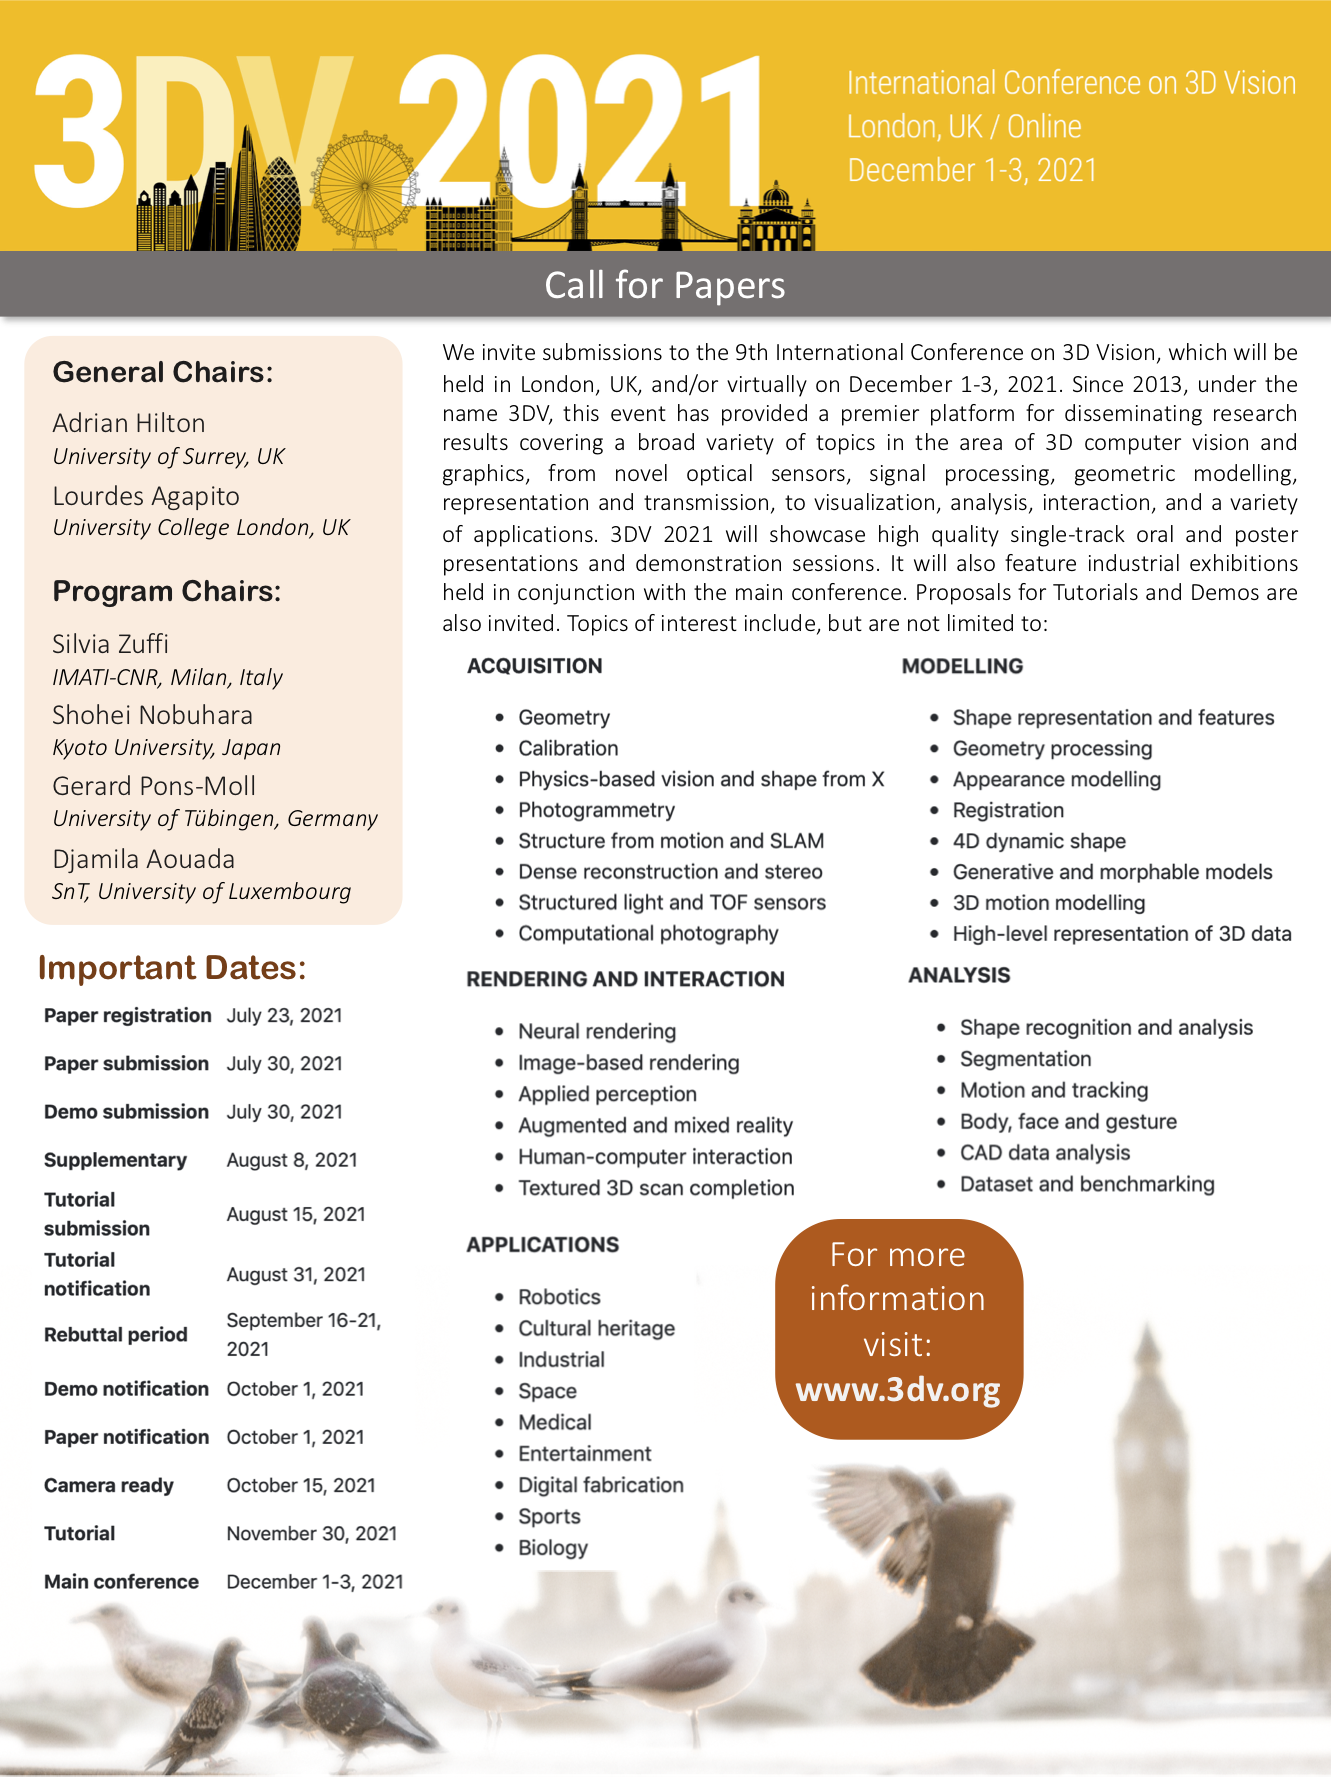 3DV 2021
International Conference on 3D Vision
London, UK / Online
December 1-3, 2021
Call for Papers
General Chairs:
Adrian Hilton
University of Surrey, UK
Lourdes Agapito
University College London, UK
Program Chairs:
Silvia Zuffi
IMATI-CNR, Milan, Italy
Shohei Nobuhara
Kyoto University, Japan
Gerard Pons-Moll
University of Tübingen, Germany
Djamila Aouada
SnT, University of Luxembourg
Important Dates:
Paper registration July 23, 2021
Paper submission July 30, 2021
Demo submission July 30, 2021
Supplementary August 8, 2021
Tutorial
submission
August 15, 2021
Tutorial
notification
August 31, 2021
Rebuttal period
September 16-21,
2021
Demo notification October 1, 2021
Paper notification October 1, 2021
Camera ready October 15, 2021
Tutorial November 30, 2021
Main conference December 1-3, 2021
We invite submissions to the 9th International Conference on 3D Vision, which will be
held in London, UK, and/or virtually on December 1-3, 2021. Since 2013, under the
name 3DV, this event has provided a premier platform for disseminating research
results covering a broad variety of topics in the area of 3D computer vision and
graphics, from novel optical sensors, signal processing, geometric modelling,
representation and transmission, to visualization, analysis, interaction, and a variety
of applications. 3DV 2021 will showcase high quality single-track oral and poster
presentations and demonstration sessions. It will also feature industrial exhibitions
held in conjunction with the main conference. Proposals for Tutorials and Demos are
also invited. Topics of interest include, but are not limited to:
ACQUISITION
• Geometry
• Calibration
• Physics-based vision and shape from X
• Photogrammetry
• Structure from motion and SLAM
• Dense reconstruction and stereo
• Structured light and TOF sensors
• Computational photography
MODELLING
• Shape representation and features
• Geometry processing
• Appearance modelling
• Registration
• 4D dynamic shape
• Generative and morphable models
• 3D motion modelling
• High-level representation of 3D data
RENDERING AND INTERACTION
• Neural rendering
• Image-based rendering
• Applied perception
• Augmented and mixed reality
• Human-computer interaction
• Textured 3D scan completion
ANALYSIS
• Shape recognition and analysis
• Segmentation
• Motion and tracking
• Body, face and gesture
• CAD data analysis
• Dataset and benchmarking
APPLICATIONS
• Robotics
• Cultural heritage
• Industrial
• Space
• Medical
• Entertainment
• Digital fabrication
• Sports
• Biology
For more
information
visit:
www.3dv.org